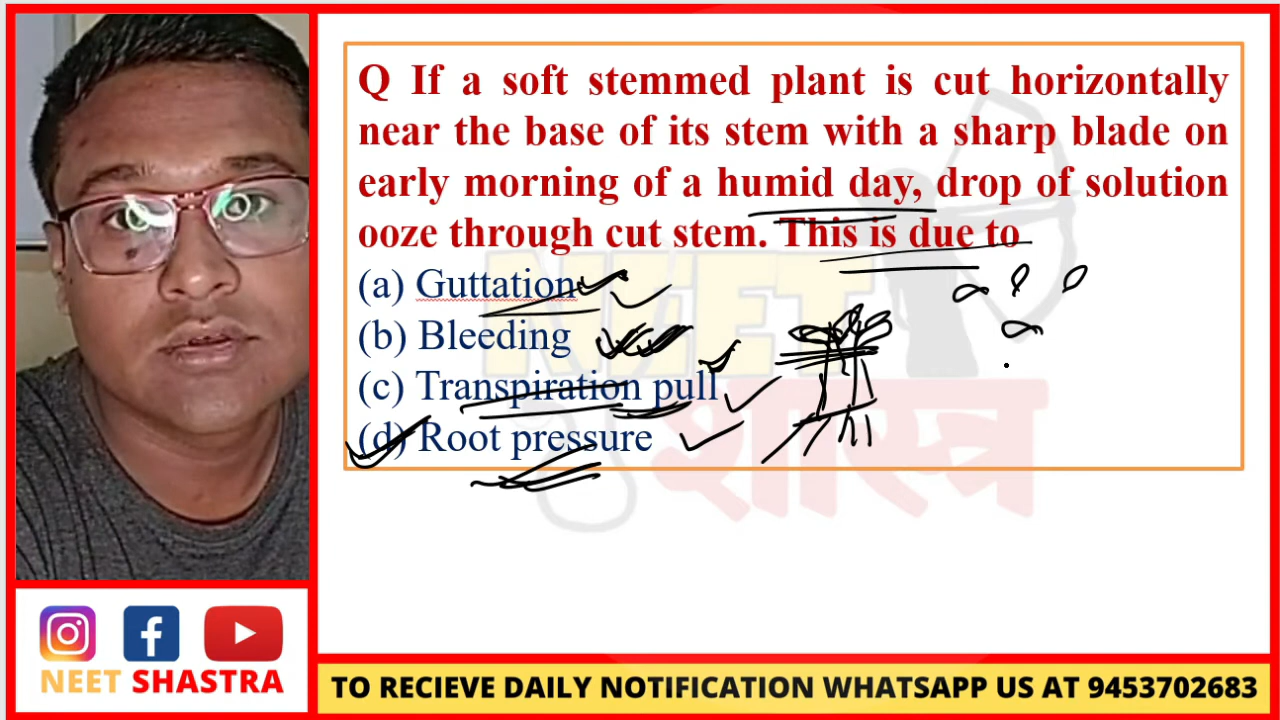 Q If a soft stemmed plant is cut horizontally
near the base of its stem with a sharp blade on
early morning of a humid day, drop of solution
ooze through cut stem. This is due to
(a) Guttation
(b) Bleeding
(c) Transpiration pull
(d) Root pressure
NEET
शास्त्र
NEET SHASTRA
TO RECIEVE DAILY NOTIFICATION WHATSAPP US AT 9453702683